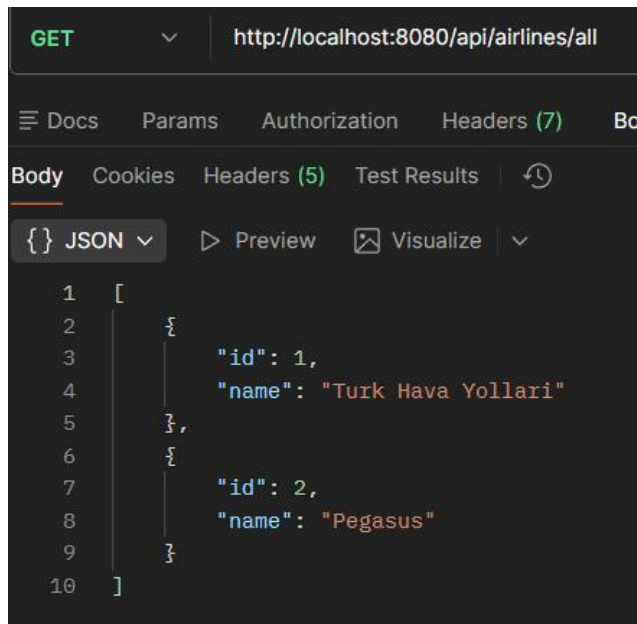 GET http://localhost:8080/api/airlines/all
Docs Params Authorization Headers (7) Bo
Body Cookies Headers (5) Test Results
{} JSON Preview Visualize
1 [
2 {
3 "id": 1,
4 "name": "Turk Hava Yollari"
5 },
6 {
7 "id": 2,
8 "name": "Pegasus"
9 }
10 ]